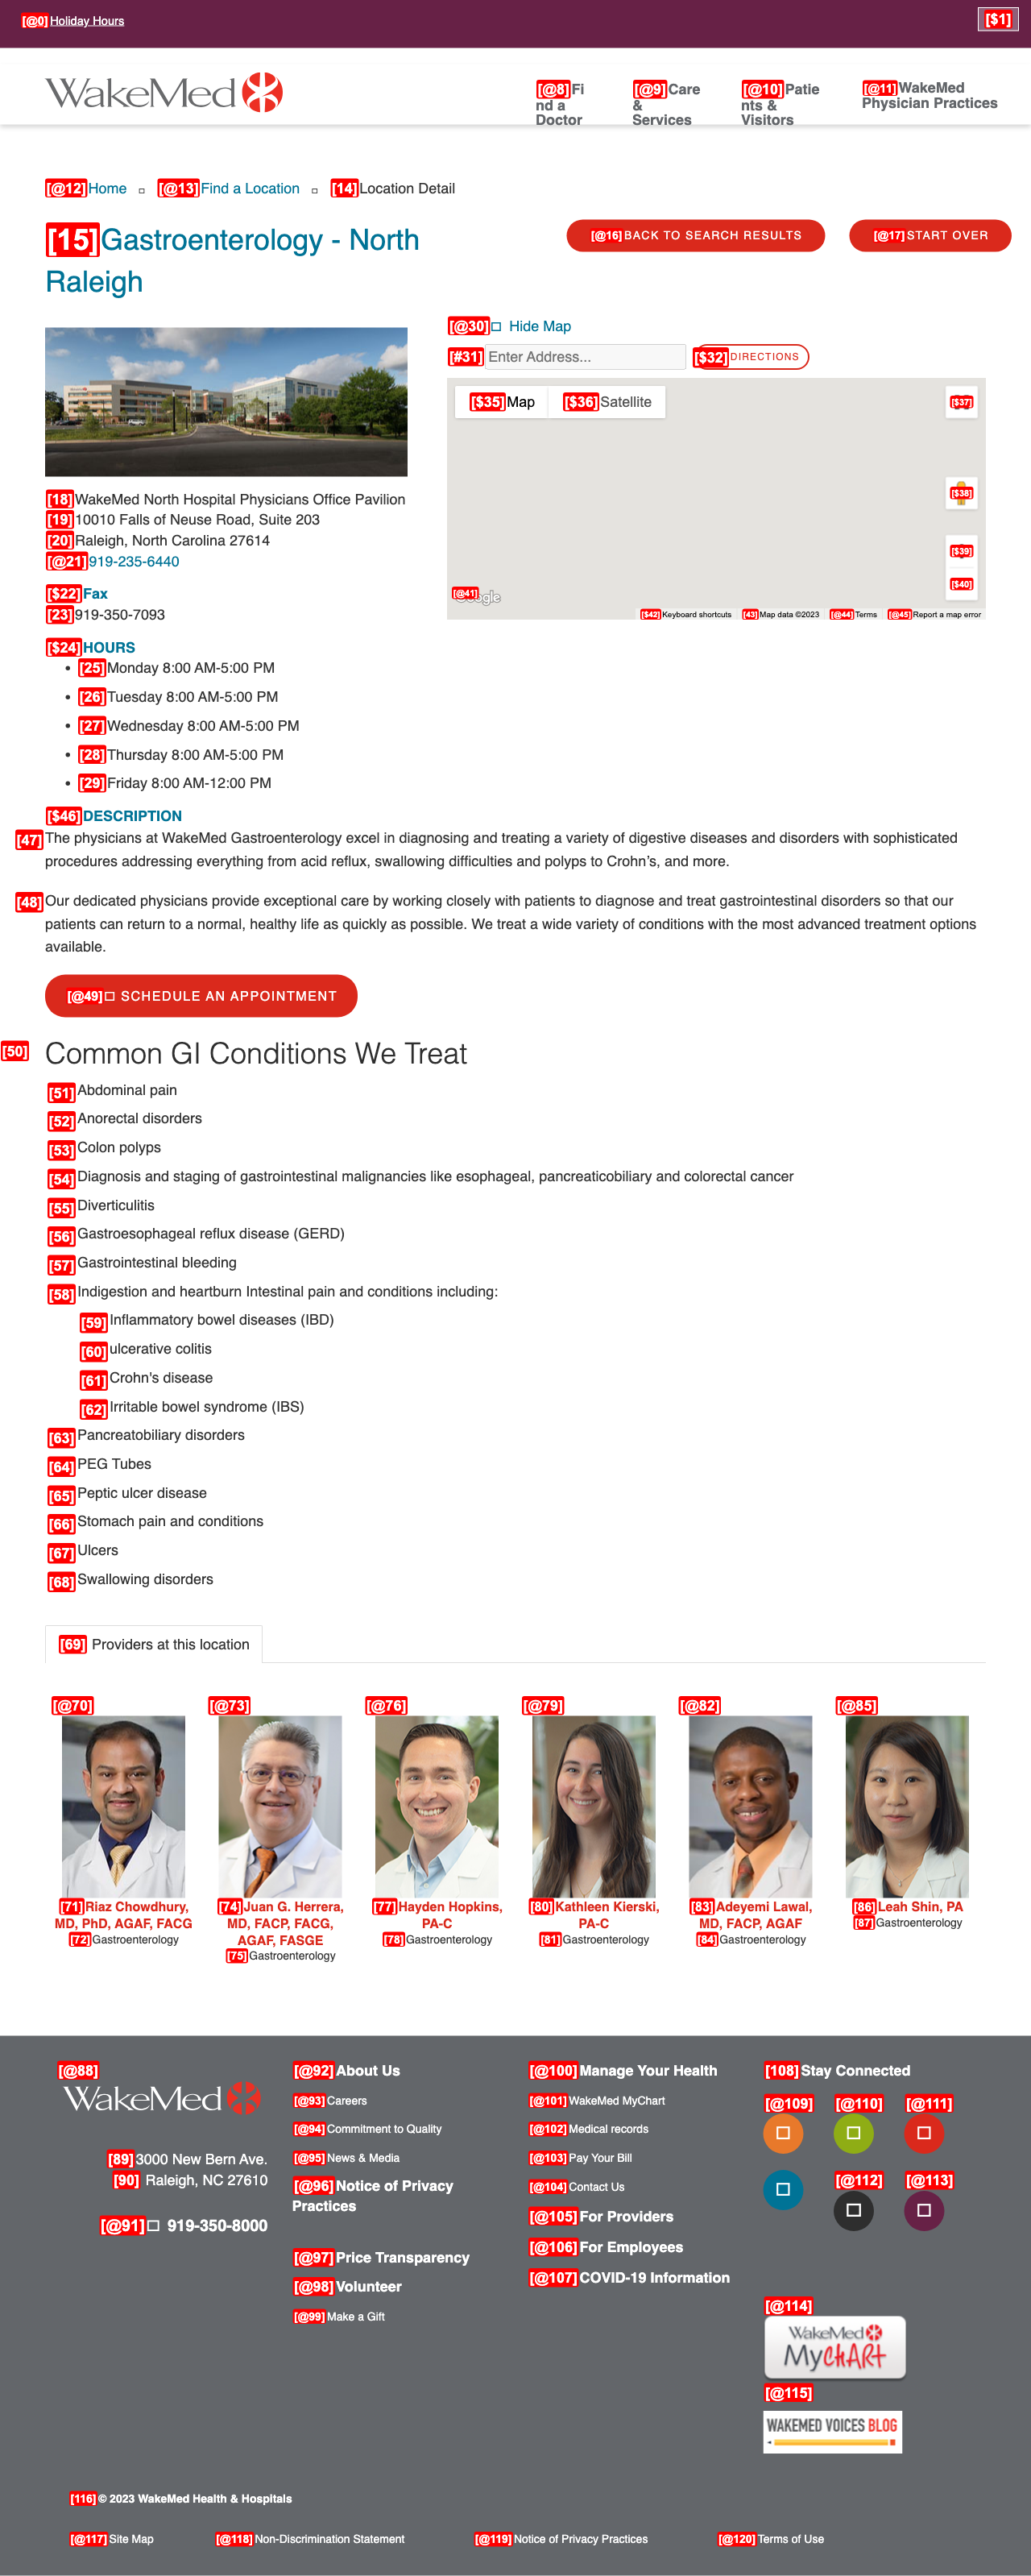 [@0]Holiday Hours
[$1]
WakeMed
[@8]Fi
nd a
Doctor
[@9]Care
&
Services
[@10]Patie
nts &
Visitors
[@11]WakeMed
Physician Practices
[@12]Home
[@13]Find a Location
[14]Location Detail
[15]Gastroenterology - North
Raleigh
[@16]BACK TO SEARCH RESULTS
[@17]START OVER
[@30] Hide Map
[#31]Enter Address...
[$32]DIRECTIONS
[$35]Map
[$36]Satellite
[$37]
[$38]
[$39]
[$40]
[@41]
Google
[$42]Keyboard shortcuts
[43]Map data ©2023
[@44]Terms
[@45]Report a map error
[18]WakeMed North Hospital Physicians Office Pavilion
[19]10010 Falls of Neuse Road, Suite 203
[20]Raleigh, North Carolina 27614
[@21]919-235-6440
[$22]Fax
[23]919-350-7093
[$24]HOURS
• [25]Monday 8:00 AM-5:00 PM
• [26]Tuesday 8:00 AM-5:00 PM
• [27]Wednesday 8:00 AM-5:00 PM
• [28]Thursday 8:00 AM-5:00 PM
• [29]Friday 8:00 AM-12:00 PM
[$46]DESCRIPTION
[47]The physicians at WakeMed Gastroenterology excel in diagnosing and treating a variety of digestive diseases and disorders with sophisticated
procedures addressing everything from acid reflux, swallowing difficulties and polyps to Crohn’s, and more.
[48]Our dedicated physicians provide exceptional care by working closely with patients to diagnose and treat gastrointestinal disorders so that our
patients can return to a normal, healthy life as quickly as possible. We treat a wide variety of conditions with the most advanced treatment options
available.
[@49] SCHEDULE AN APPOINTMENT
[50] Common GI Conditions We Treat
[51]Abdominal pain
[52]Anorectal disorders
[53]Colon polyps
[54]Diagnosis and staging of gastrointestinal malignancies like esophageal, pancreaticobiliary and colorectal cancer
[55]Diverticulitis
[56]Gastroesophageal reflux disease (GERD)
[57]Gastrointestinal bleeding
[58]Indigestion and heartburn Intestinal pain and conditions including:
[59]Inflammatory bowel diseases (IBD)
[60]ulcerative colitis
[61]Crohn's disease
[62]Irritable bowel syndrome (IBS)
[63]Pancreatobiliary disorders
[64]PEG Tubes
[65]Peptic ulcer disease
[66]Stomach pain and conditions
[67]Ulcers
[68]Swallowing disorders
[69] Providers at this location
[@70]
[71]Riaz Chowdhury,
MD, PhD, AGAF, FACG
[72]Gastroenterology
[@73]
[74]Juan G. Herrera,
MD, FACP, FACG,
AGAF, FASGE
[75]Gastroenterology
[@76]
[77]Hayden Hopkins,
PA-C
[78]Gastroenterology
[@79]
[80]Kathleen Kierski,
PA-C
[81]Gastroenterology
[@82]
[83]Adeyemi Lawal,
MD, FACP, AGAF
[84]Gastroenterology
[@85]
[86]Leah Shin, PA
[87]Gastroenterology
[@88]
WakeMed
[89]3000 New Bern Ave.
[90] Raleigh, NC 27610
[@91] 919-350-8000
[@92]About Us
[@93]Careers
[@94]Commitment to Quality
[@95]News & Media
[@96]Notice of Privacy
Practices
[@97]Price Transparency
[@98]Volunteer
[@99]Make a Gift
[@100]Manage Your Health
[@101]WakeMed MyChart
[@102]Medical records
[@103]Pay Your Bill
[@104]Contact Us
[@105]For Providers
[@106]For Employees
[@107]COVID-19 Information
[108]Stay Connected
[@109]
[@110]
[@111]
[@112]
[@113]
[@114]
WakeMed
MyChart
[@115]
WAKEMED VOICES BLOG
[116]© 2023 WakeMed Health & Hospitals
[@117]Site Map
[@118]Non-Discrimination Statement
[@119]Notice of Privacy Practices
[@120]Terms of Use